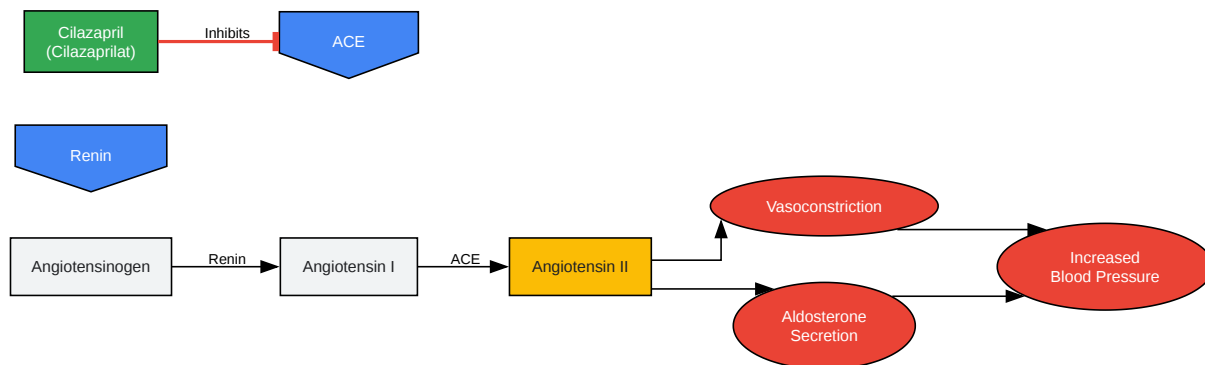 Cilazapril
(Cilazaprilat)
Inhibits
ACE
Renin
Vasoconstriction
Angiotensinogen
Renin
Angiotensin I
ACE
Angiotensin II
Increased
Blood Pressure
Aldosterone
Secretion